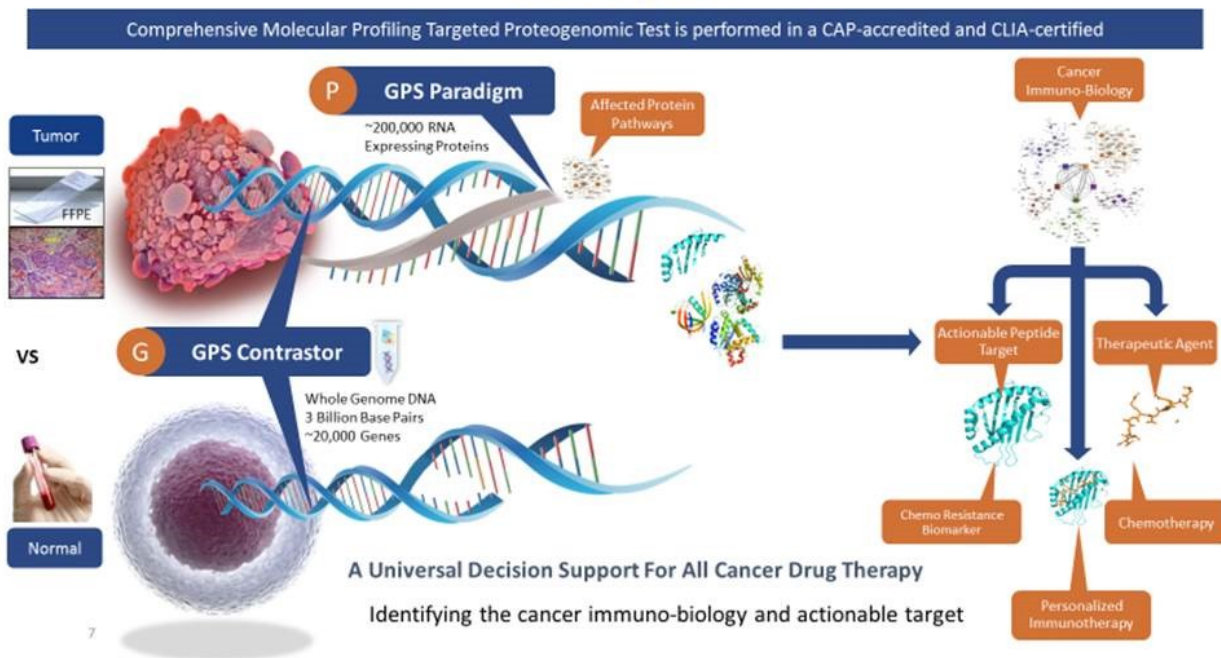 Comprehensive Molecular Profiling Targeted Proteogenomic Test is performed in a CAP-accredited and CLIA-certified
P
GPS Paradigm
~200,000 RNA
Expressing Proteins
Affected Protein
Pathways
Cancer
Immuno-Biology
Tumor
FFPE
VS
G
GPS Contrastor
Whole Genome DNA
3 Billion Base Pairs
~20,000 Genes
Normal
Actionable Peptide
Target
Therapeutic Agent
Chemo Resistance
Biomarker
Chemotherapy
Personalized
Immunotherapy
A Universal Decision Support For All Cancer Drug Therapy
Identifying the cancer immuno-biology and actionable target
7